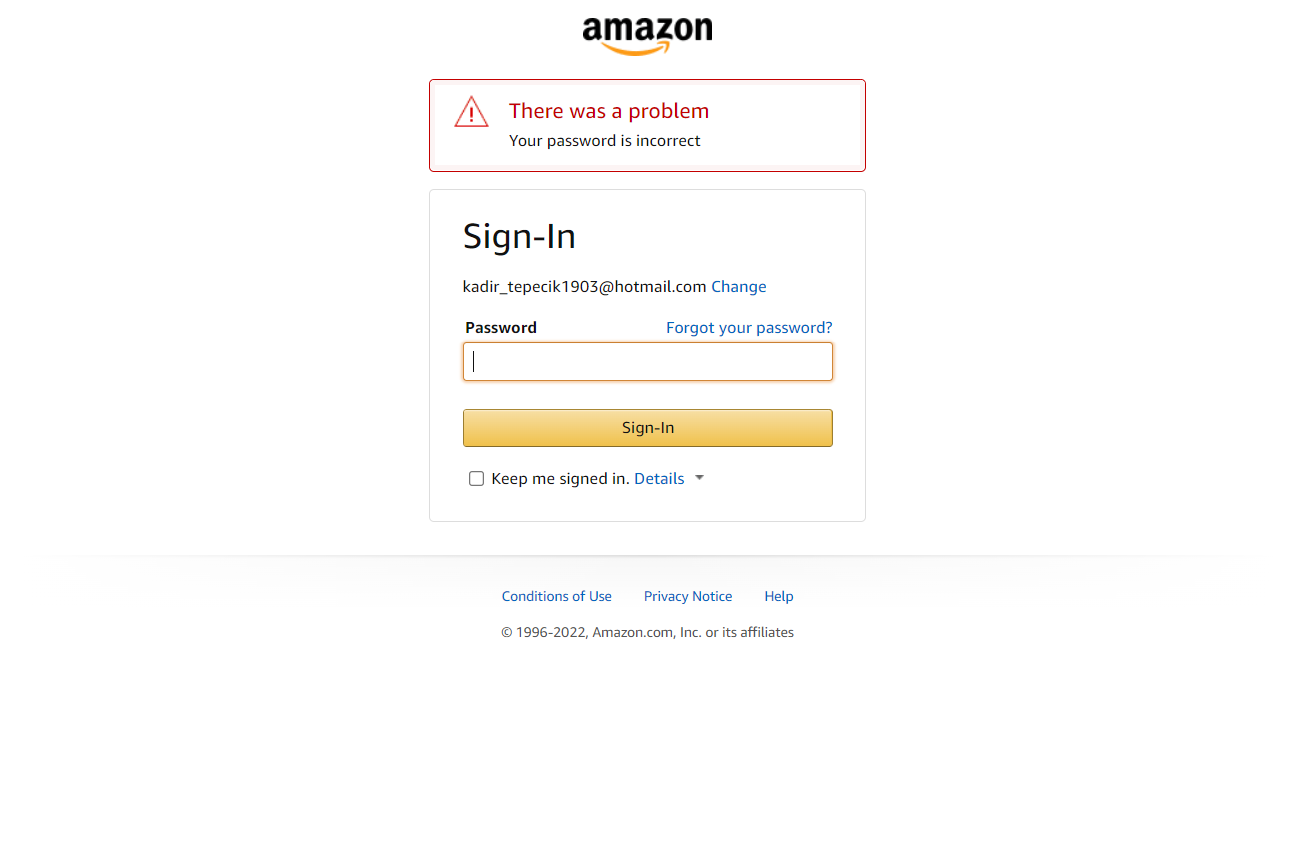 amazon
There was a problem
Your password is incorrect
Sign-In
kadir_tepecik1903@hotmail.com Change
Password Forgot your password?
Sign-In
Keep me signed in. Details
Conditions of Use Privacy Notice Help
© 1996-2022, Amazon.com, Inc. or its affiliates